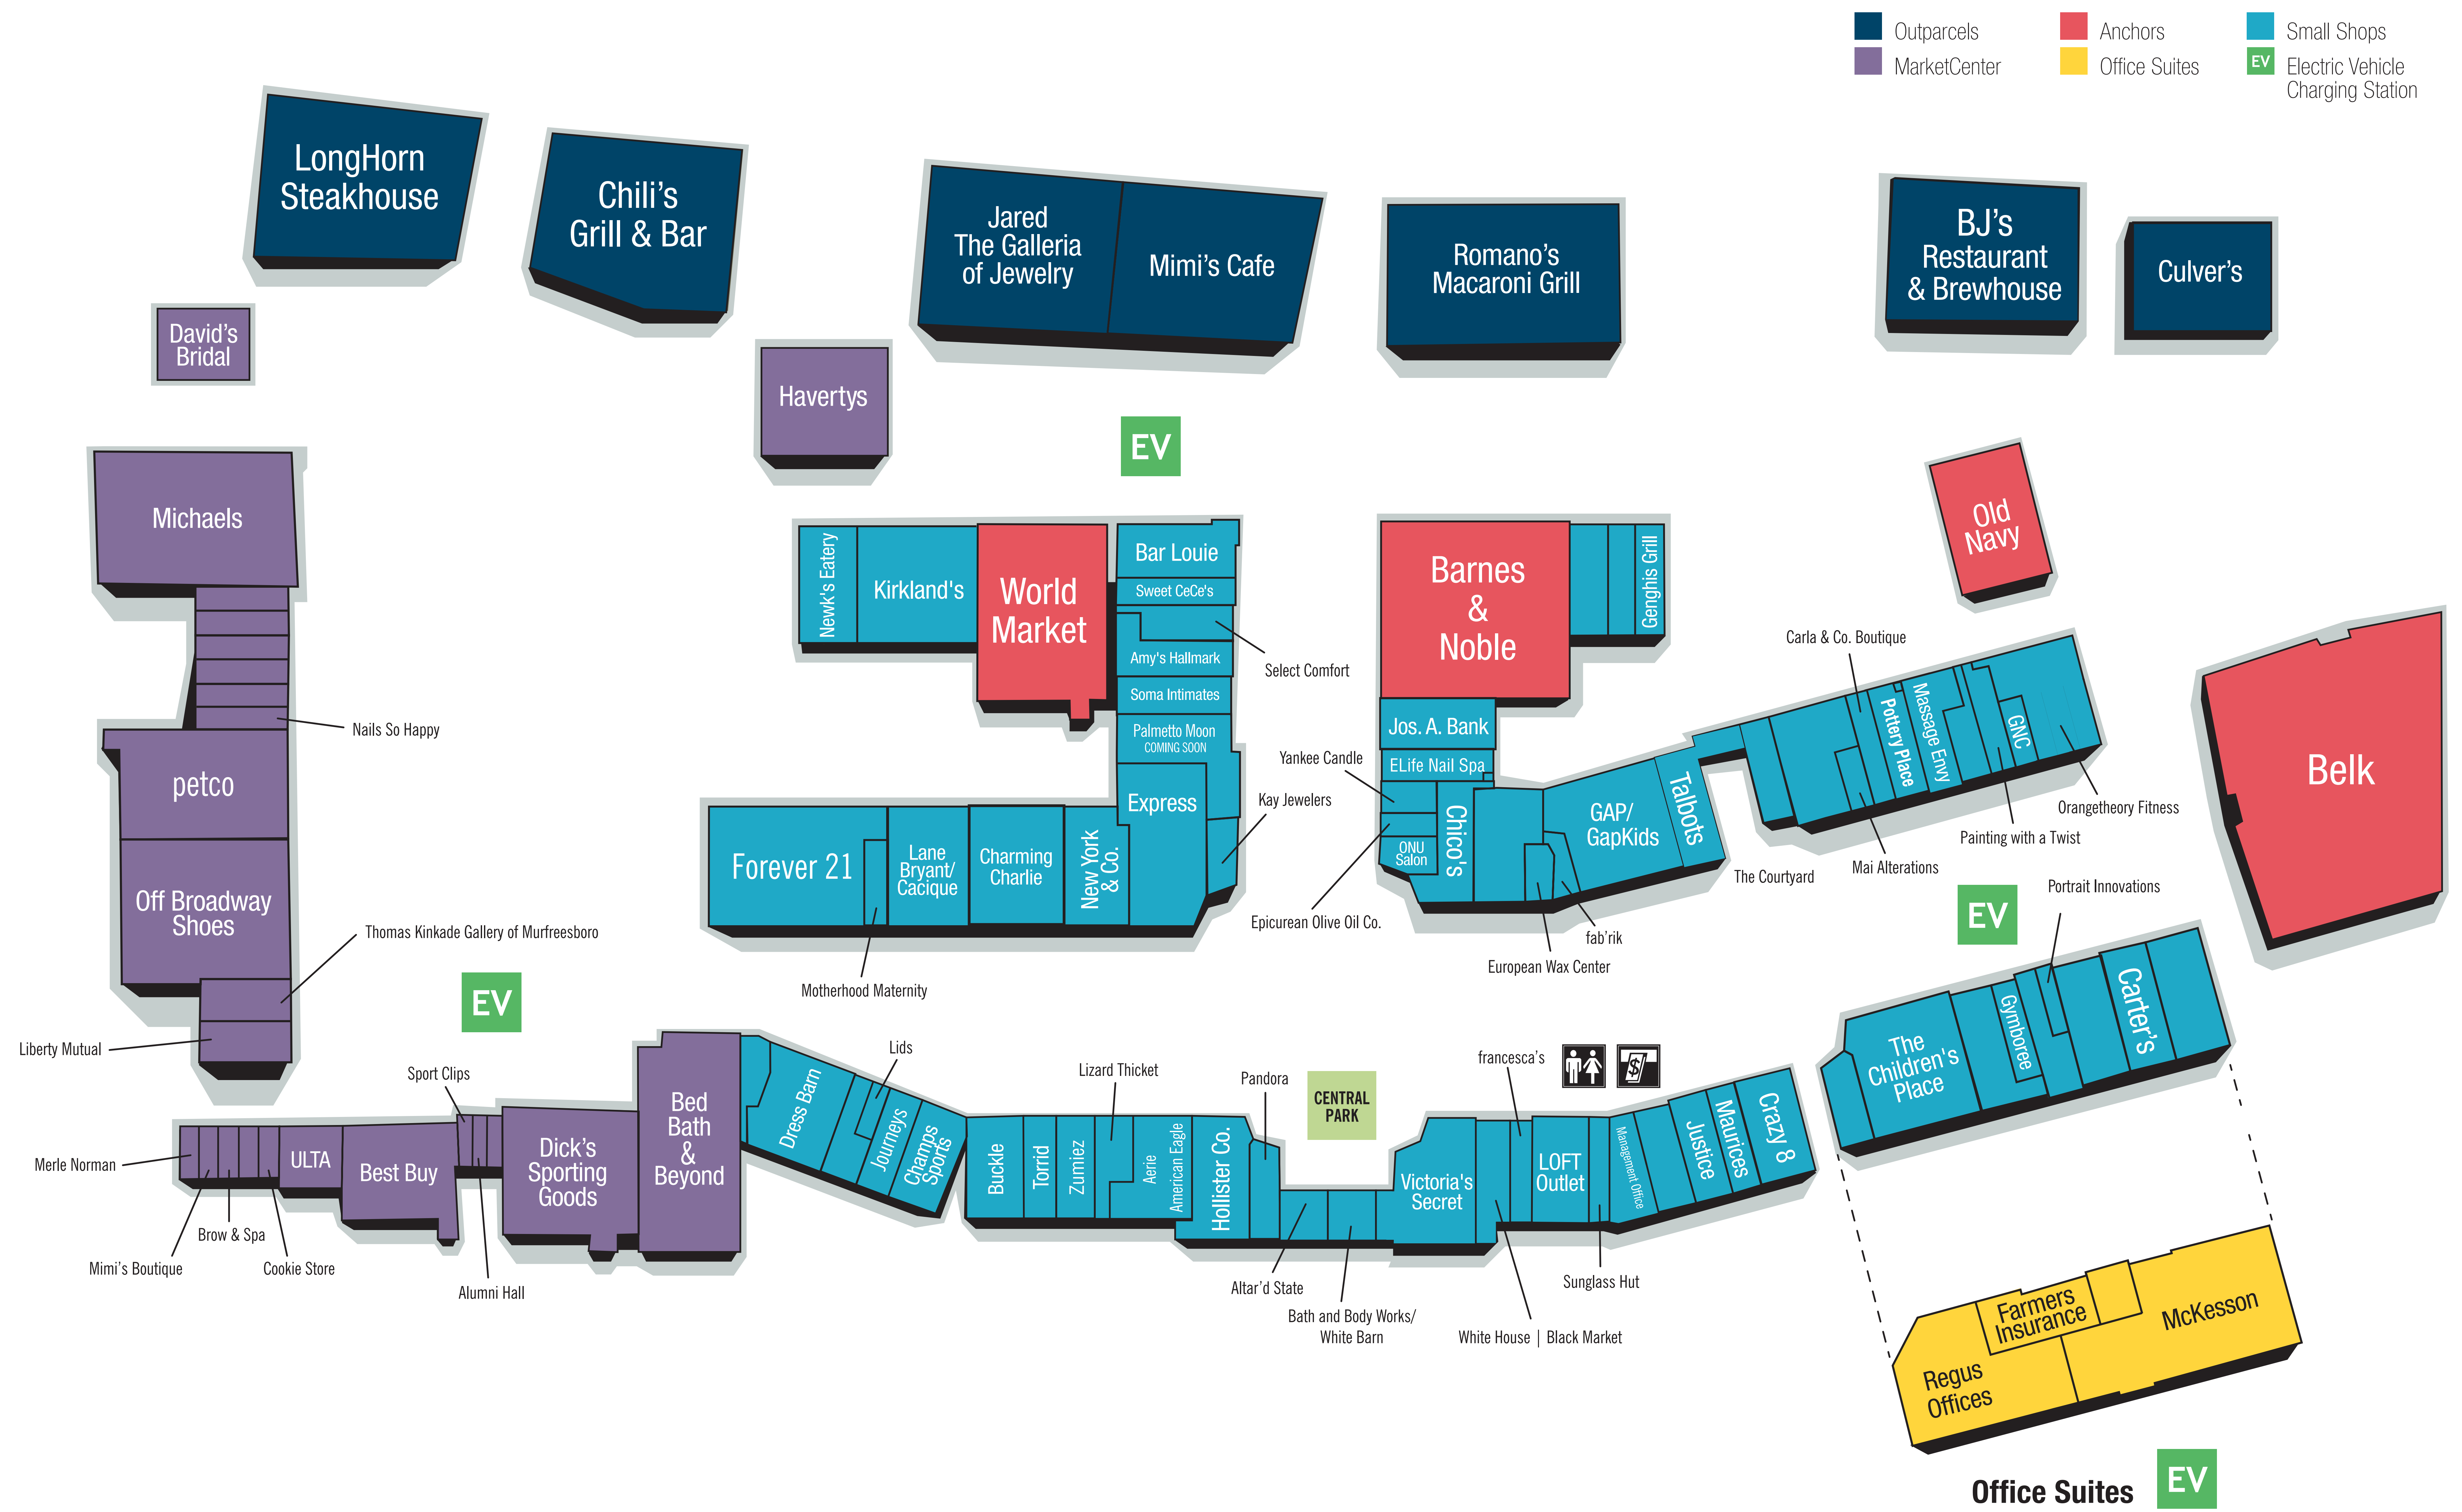 Outparcels
Anchors
Small Shops
MarketCenter
Office Suites
EV
Electric Vehicle
Charging Station
LongHorn
Steakhouse
Chili's
Grill & Bar
Jared
The Galleria
of Jewelry
Mimi's Cafe
Romano's
Macaroni Grill
BJ's
Restaurant
& Brewhouse
Culver's
David's
Bridal
Havertys
EV
Michaels
Newk's Eatery
Kirkland's
World
Market
Bar Louie
Sweet CeCe's
Select Comfort
Amy's Hallmark
Soma Intimates
Palmetto Moon
COMING SOON
Express
Kay Jewelers
Barnes
&
Noble
Genghis Grill
Old
Navy
Jos. A. Bank
ELife Nail Spa
Yankee Candle
Epicurean Olive Oil Co.
ONU
Salon
Chico's
European Wax Center
fab'rik
GAP/
GapKids
Talbots
The Courtyard
Carla & Co. Boutique
Mai Alterations
Pottery Place
Massage Envy
Painting with a Twist
GNC
Orangetheory Fitness
Belk
Nails So Happy
petco
Off Broadway
Shoes
Thomas Kinkade Gallery of Murfreesboro
Liberty Mutual
Forever 21
Motherhood Maternity
Lane
Bryant/
Cacique
Charming
Charlie
New York
& Co.
EV
EV
Portrait Innovations
The
Children's
Place
Gymboree
Carter's
Merle Norman
Mimi's Boutique
Brow & Spa
Cookie Store
ULTA
Best Buy
Sport Clips
Alumni Hall
Dick's
Sporting
Goods
Bed
Bath
&
Beyond
Dress Barn
Lids
Journeys
Champs
Sports
Buckle
Torrid
Zumiez
Lizard Thicket
Aerie
American Eagle
Hollister Co.
Pandora
CENTRAL
PARK
Altar'd State
Bath and Body Works/
White Barn
Victoria's
Secret
White House | Black Market
francesca's
LOFT
Outlet
Sunglass Hut
$
Management Office
Justice
Maurices
Crazy 8
Farmers
Insurance
McKesson
Regus
Offices
Office Suites
EV